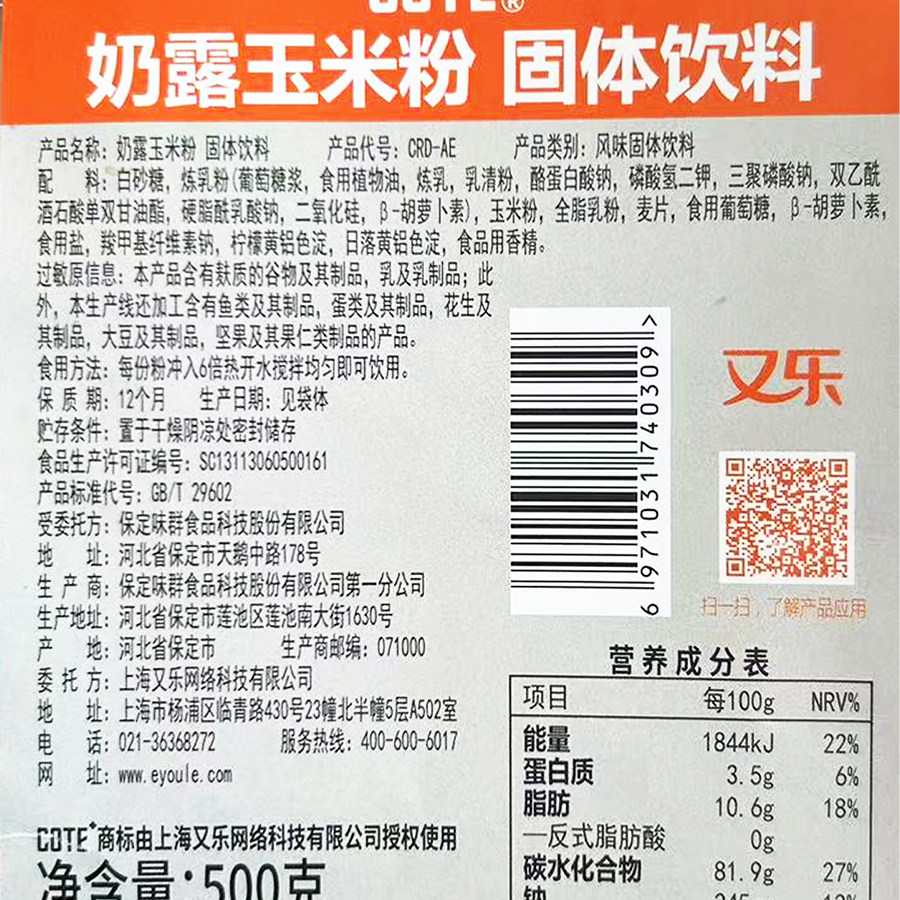 COTE®
奶露玉米粉 固体饮料
产品名称：奶露玉米粉 固体饮料 产品代号：CRD-AE 产品类别：风味固体饮料
配 料：白砂糖，炼乳粉(葡萄糖浆，食用植物油，炼乳，乳清粉，酪蛋白酸钠，磷酸氢二钾，三聚磷酸钠，双乙酰
酒石酸单双甘油酯，硬脂酰乳酸钠，二氧化硅，β-胡萝卜素)，玉米粉，全脂乳粉，麦片，食用葡萄糖，β-胡萝卜素，
食用盐，羧甲基纤维素钠，柠檬黄铝色淀，日落黄铝色淀，食品用香精。
过敏原信息：本产品含有麸质的谷物及其制品，乳及乳制品；此
外，本生产线还加工含有鱼类及其制品，蛋类及其制品，花生及
其制品，大豆及其制品，坚果及其果仁类制品的产品。
食用方法：每份粉冲入6倍热开水搅拌均匀即可饮用。
保 质 期：12个月 生产日期：见袋体
贮存条件：置于干燥阴凉处密封储存
食品生产许可证编号：SC13113060500161
产品标准代号：GB/T 29602
受委托方：保定味群食品科技股份有限公司
地 址：河北省保定市天鹅中路178号
生 产 商：保定味群食品科技股份有限公司第一分公司
生产地址：河北省保定市莲池区莲池南大街1630号
产 地：河北省保定市 生产商邮编：071000
委 托 方：上海又乐网络科技有限公司
地 址：上海市杨浦区临青路430号23幢北半幢5层A502室
电 话：021-36368272 服务热线：400-600-6017
网 址：www.eyoule.com
COTE⁺商标由上海又乐网络科技有限公司授权使用
净含量：500克
6 971031 740309 >
又乐
扫一扫，了解产品应用
营养成分表
项目 每100g NRV%
能量 1844kJ 22%
蛋白质 3.5g 6%
脂肪 10.6g 18%
—反式脂肪酸 0g
碳水化合物 81.9g 27%
钠